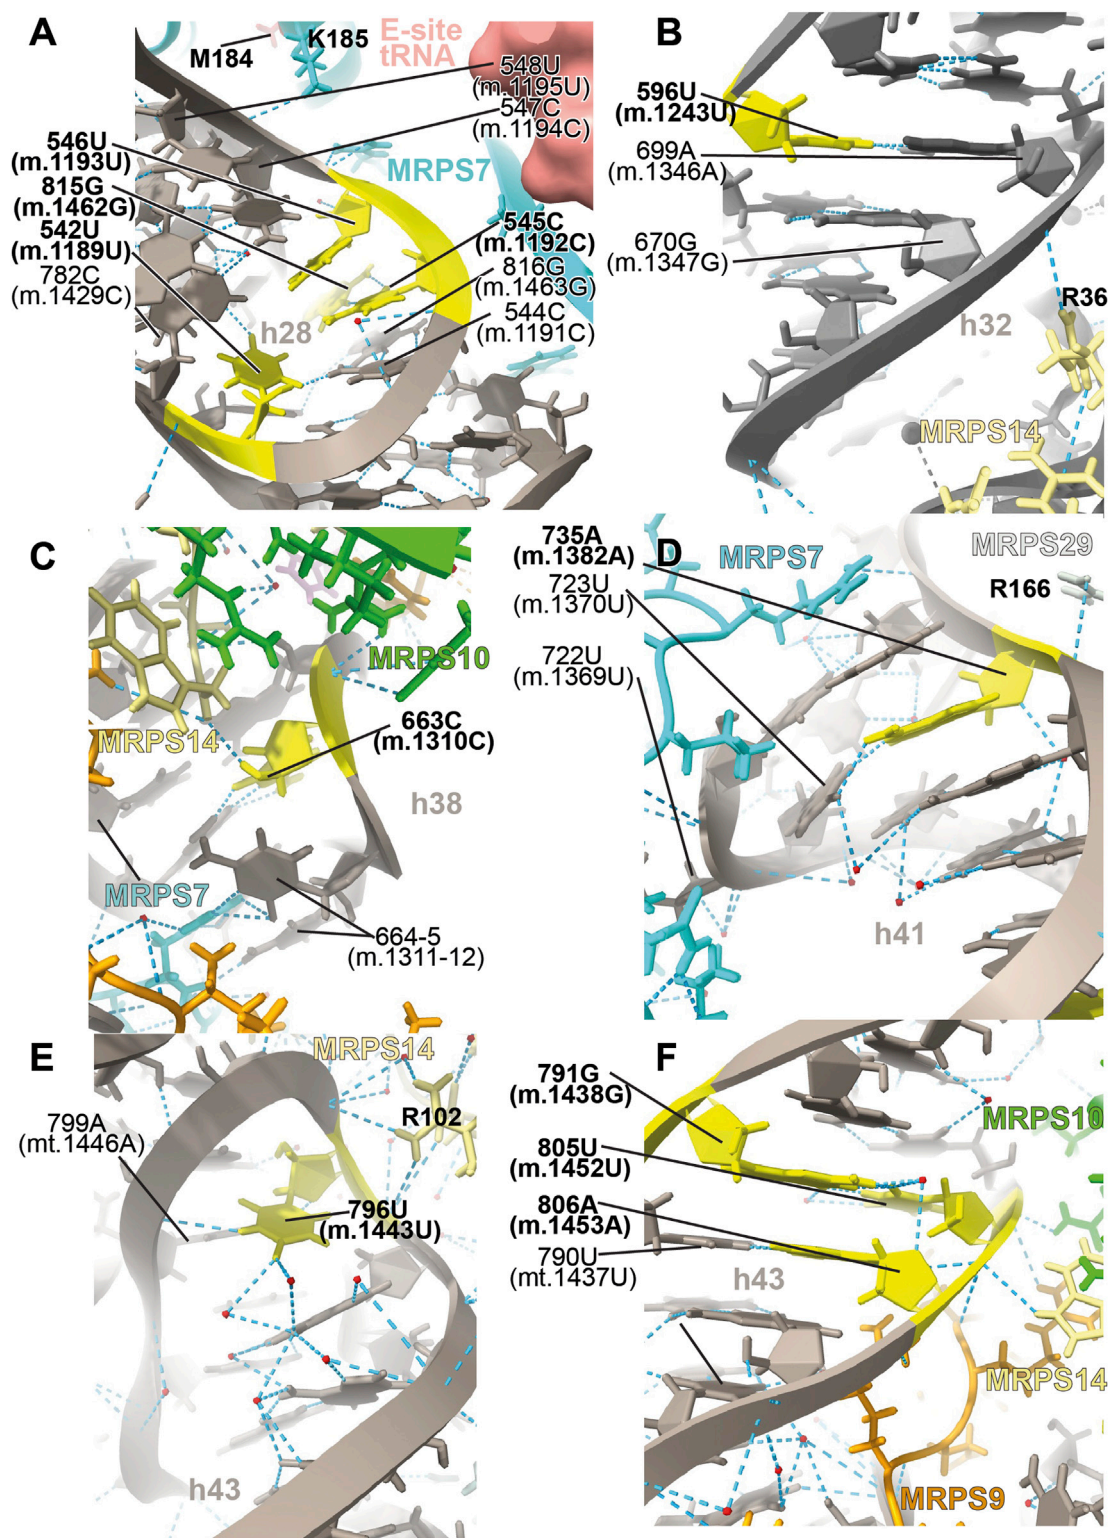 A
M184
K185
E-site
tRNA
548U
(m.1195U)
547C
(m.1194C)
546U
(m.1193U)
815G
(m.1462G)
542U
(m.1189U)
782C
(m.1429C)
MRPS7
545C
(m.1192C)
816G
(m.1463G)
544C
(m.1191C)
h28
B
596U
(m.1243U)
699A
(m.1346A)
670G
(m.1347G)
R36
h32
MRPS14
C
MRPS10
MRPS14
663C
(m.1310C)
h38
MRPS7
664-5
(m.1311-12)
D
735A
(m.1382A)
723U
(m.1370U)
722U
(m.1369U)
MRPS7
MRPS29
R166
h41
E
MRPS14
R102
799A
(mt.1446A)
796U
(m.1443U)
h43
F
791G
(m.1438G)
805U
(m.1452U)
806A
(m.1453A)
790U
(mt.1437U)
MRPS10
h43
MRPS14
MRPS9